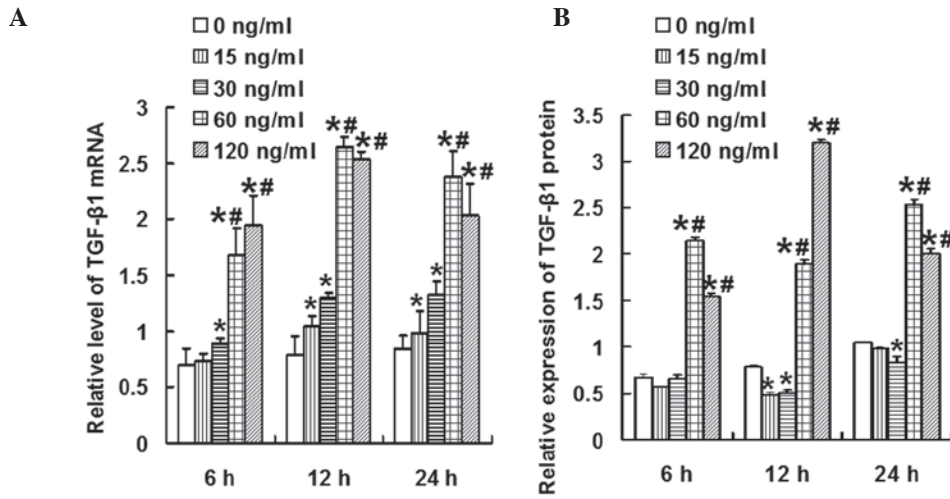 A
0 ng/ml
15 ng/ml
30 ng/ml
60 ng/ml
120 ng/ml
Relative level of TGF-β1 mRNA
3
2.5
2
1.5
1
0.5
0
*
*#
*#
*
*
*#
*#
*
*
*#
*#
6 h
12 h
24 h
B
0 ng/ml
15 ng/ml
30 ng/ml
60 ng/ml
120 ng/ml
Relative expression of TGF-β1 protein
3.5
3
2.5
2
1.5
1
0.5
0
*#
*#
*
*
*#
*#
*
*#
*#
6 h
12 h
24 h